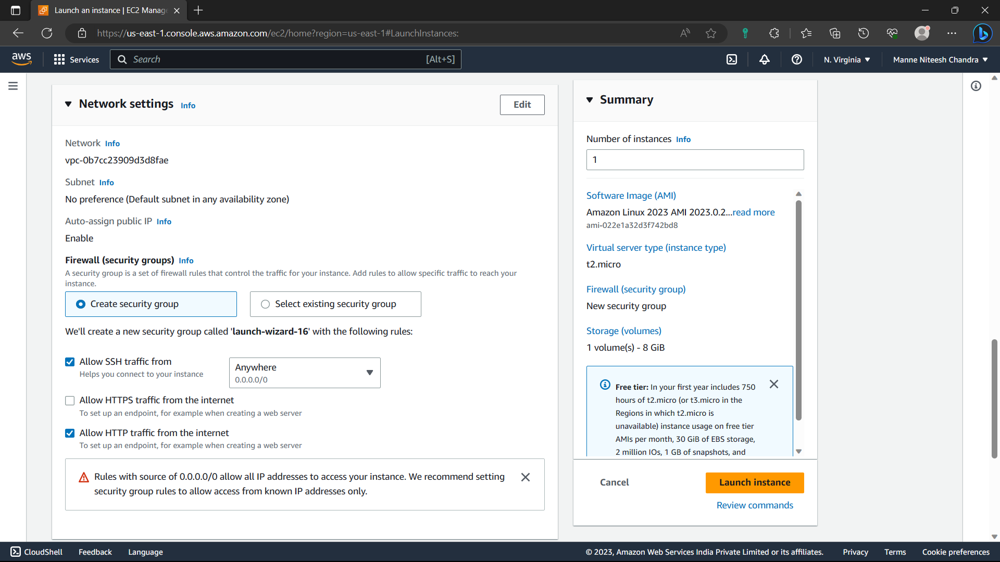 Launch an instance | EC2 Manage
https://us-east-1.console.aws.amazon.com/ec2/home?region=us-east-1#LaunchInstances:
aws
Services
Search
[Alt+S]
N. Virginia
Manne Niteesh Chandra
Network settings Info
Edit
Network Info
vpc-0b7cc23909d3d8fae
Subnet Info
No preference (Default subnet in any availability zone)
Auto-assign public IP Info
Enable
Firewall (security groups) Info
A security group is a set of firewall rules that control the traffic for your instance. Add rules to allow specific traffic to reach your
instance.
Create security group
Select existing security group
We'll create a new security group called 'launch-wizard-16' with the following rules:
Allow SSH traffic from
Helps you connect to your instance
Anywhere
0.0.0.0/0
Allow HTTPS traffic from the internet
To set up an endpoint, for example when creating a web server
Allow HTTP traffic from the internet
To set up an endpoint, for example when creating a web server
Rules with source of 0.0.0.0/0 allow all IP addresses to access your instance. We recommend setting
security group rules to allow access from known IP addresses only.
Summary
Number of instances Info
1
Software Image (AMI)
Amazon Linux 2023 AMI 2023.0.2...read more
ami-022e1a32d3f742bd8
Virtual server type (instance type)
t2.micro
Firewall (security group)
New security group
Storage (volumes)
1 volume(s) - 8 GiB
Free tier: In your first year includes 750
hours of t2.micro (or t3.micro in the
Regions in which t2.micro is
unavailable) instance usage on free tier
AMIs per month, 30 GiB of EBS storage,
2 million IOs, 1 GB of snapshots, and
Cancel
Launch instance
Review commands
CloudShell
Feedback
Language
© 2023, Amazon Web Services India Private Limited or its affiliates.
Privacy
Terms
Cookie preferences